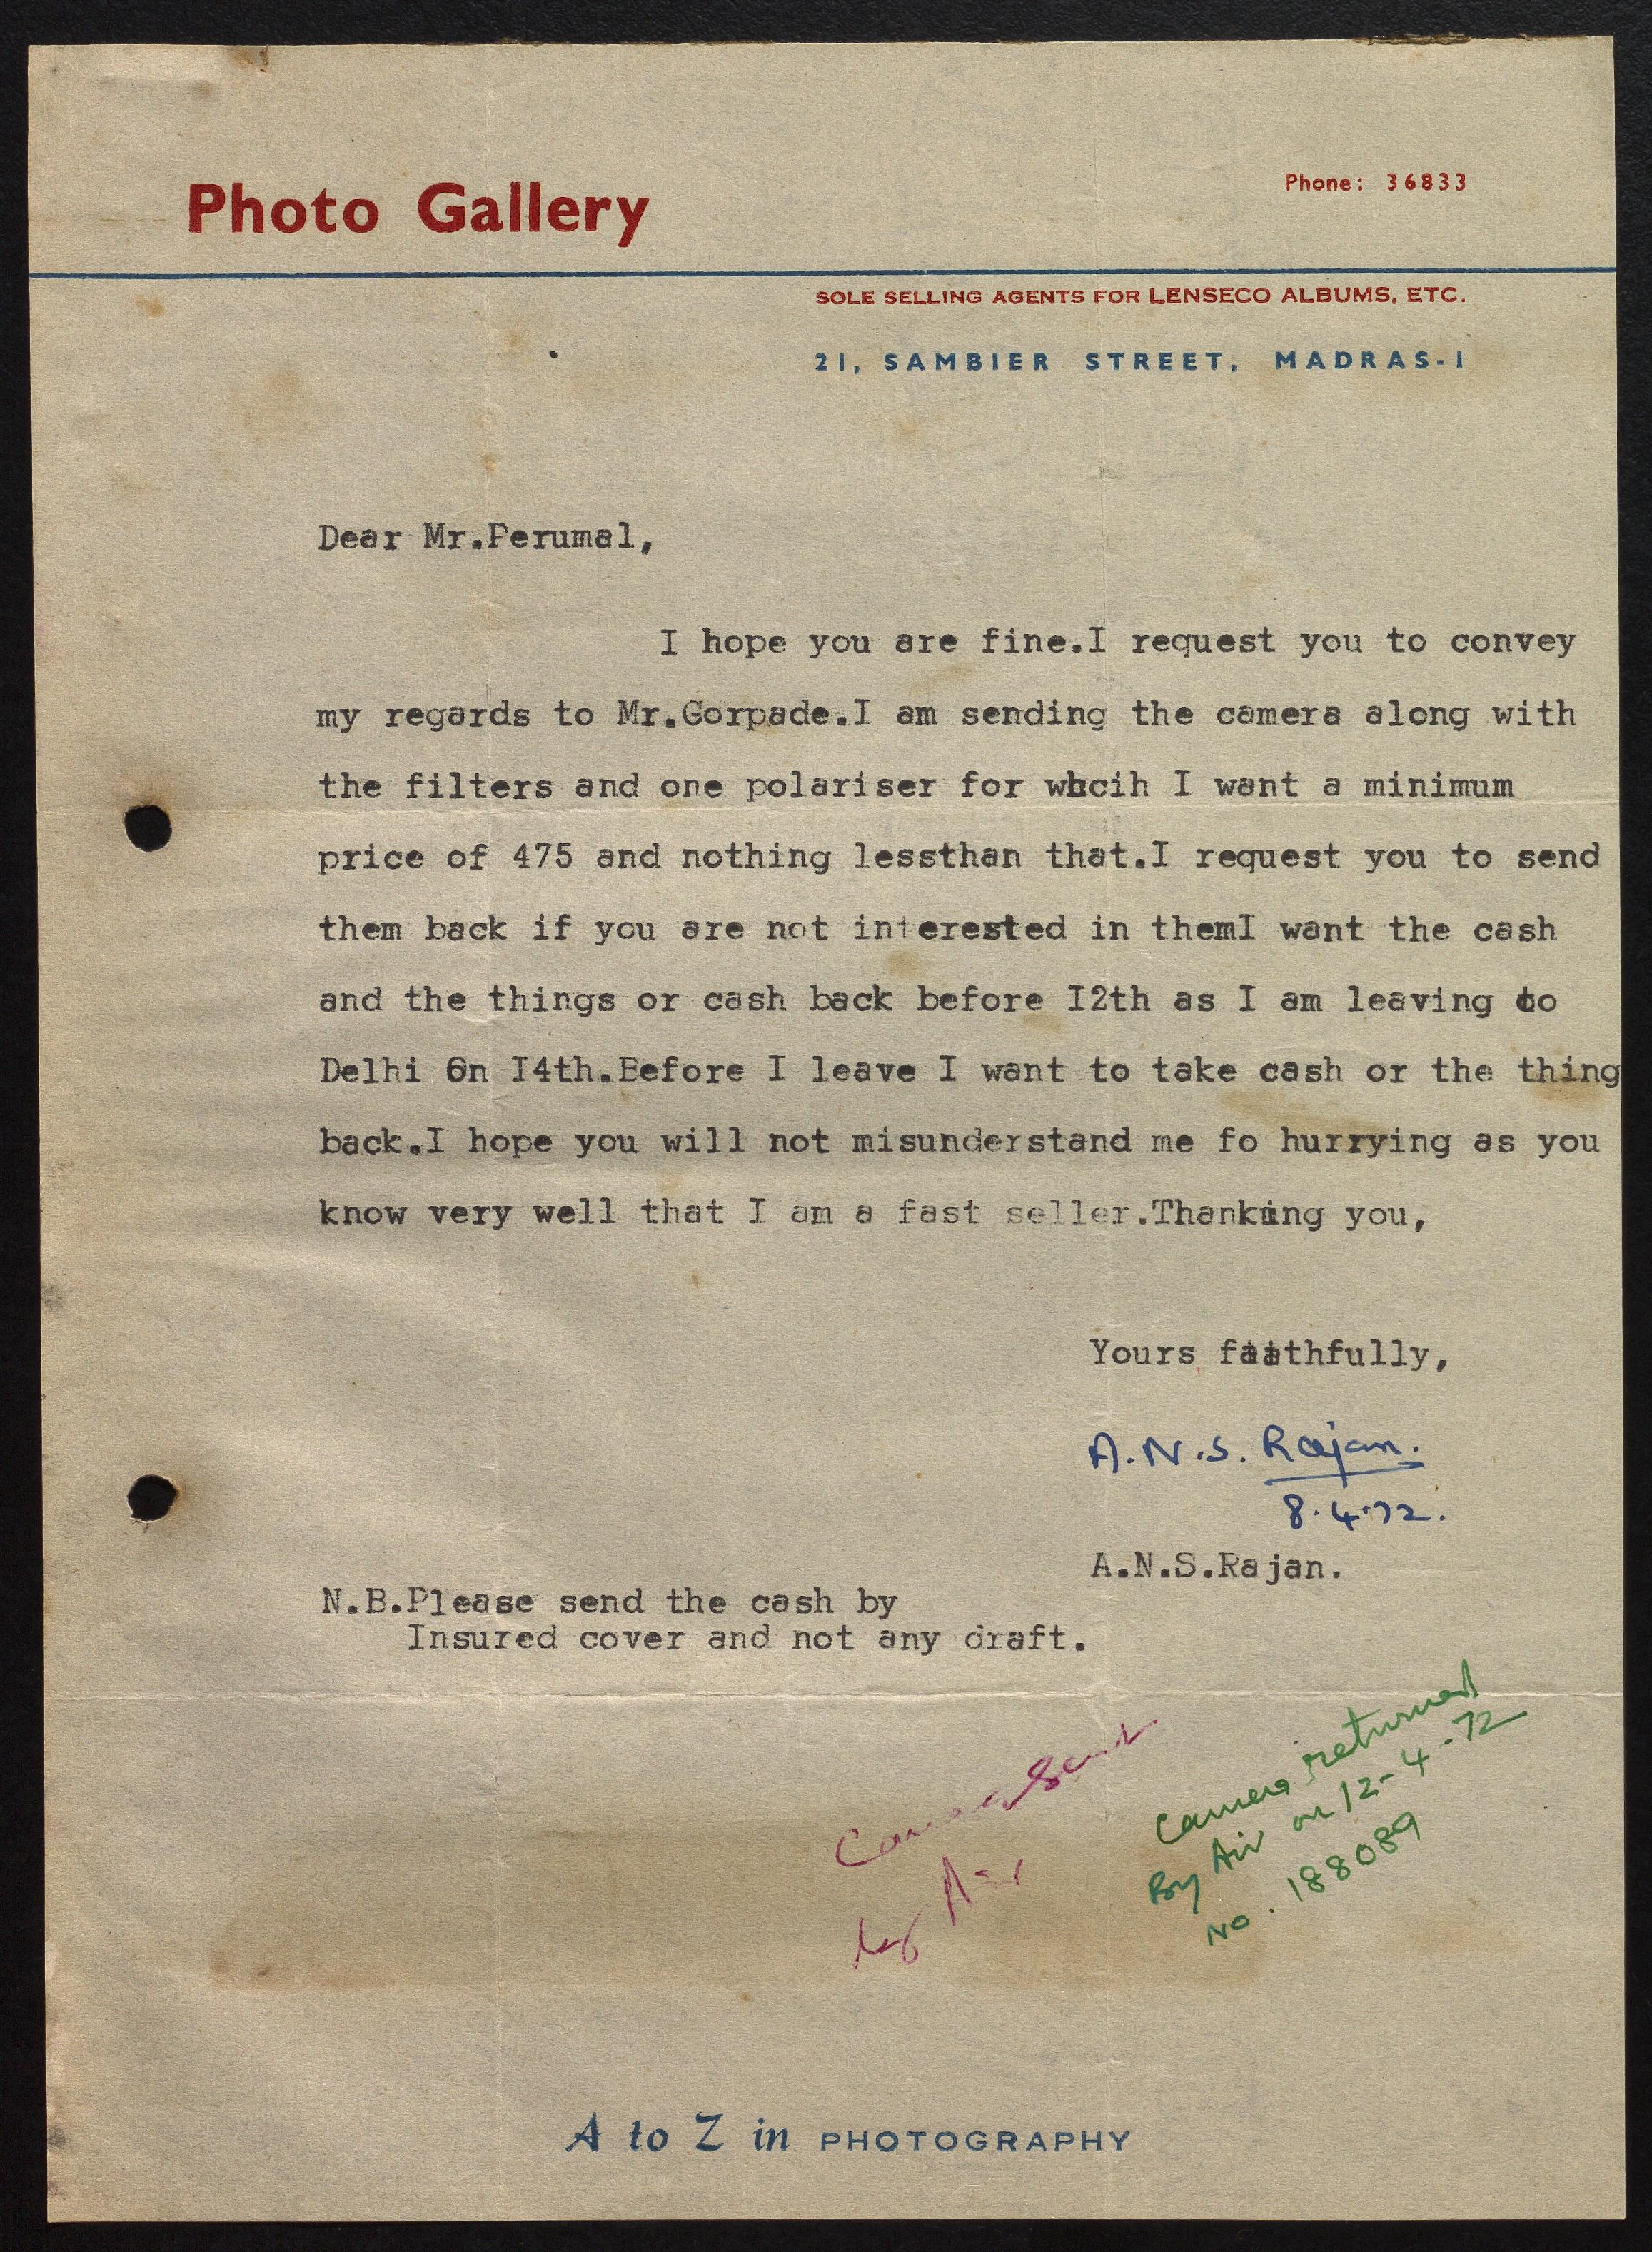 Photo Gallery
Phone: 36833
SOLE SELLING AGENTS FOR LENSECO ALBUMS, ETC.
21, SAMBIER STREET, MADRAS-1
Dear Mr.Perumal,
I hope you are fine.I request you to convey
my regards to Mr.Gorpade.I am sending the camera along with
the filters and one polariser for whcih I want a minimum
price of 475 and nothing lessthan that.I request you to send
them back if you are not interested in themI want the cash
and the things or cash back before I2th as I am leaving to
Delhi On I4th.Before I leave I want to take cash or the thing
back.I hope you will not misunderstand me fo hurrying as you
know very well that I am a fast seller.Thanking you,
Yours faithfully,
A.N.S. Rajan.
8.4.72.
A.N.S.Rajan.
N.B.Please send the cash by
Insured cover and not any draft.
Camera sent
by Air
Camera returned
By Air on 12-4-72
No. 188089
A to Z in PHOTOGRAPHY